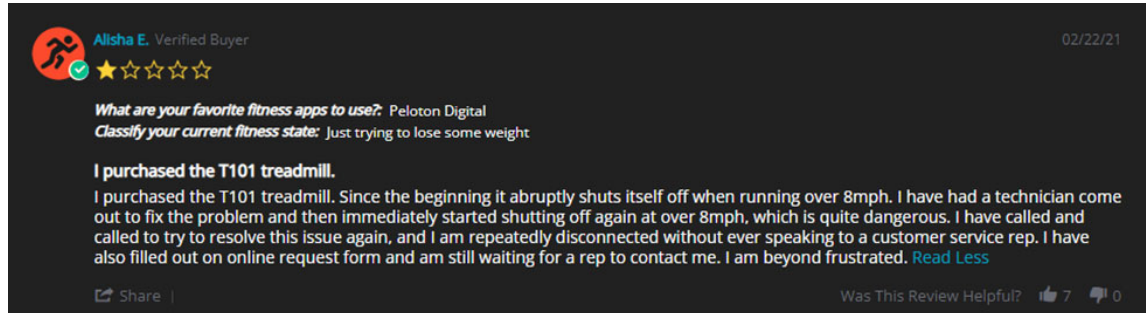 Alisha E. Verified Buyer 02/22/21
What are your favorite fitness apps to use?: Peloton Digital
Classify your current fitness state: Just trying to lose some weight
I purchased the T101 treadmill.
I purchased the T101 treadmill. Since the beginning it abruptly shuts itself off when running over 8mph. I have had a technician come
out to fix the problem and then immediately started shutting off again at over 8mph, which is quite dangerous. I have called and
called to try to resolve this issue again, and I am repeatedly disconnected without ever speaking to a customer service rep. I have
also filled out on online request form and am still waiting for a rep to contact me. I am beyond frustrated. Read Less
Share | Was This Review Helpful? 7 0